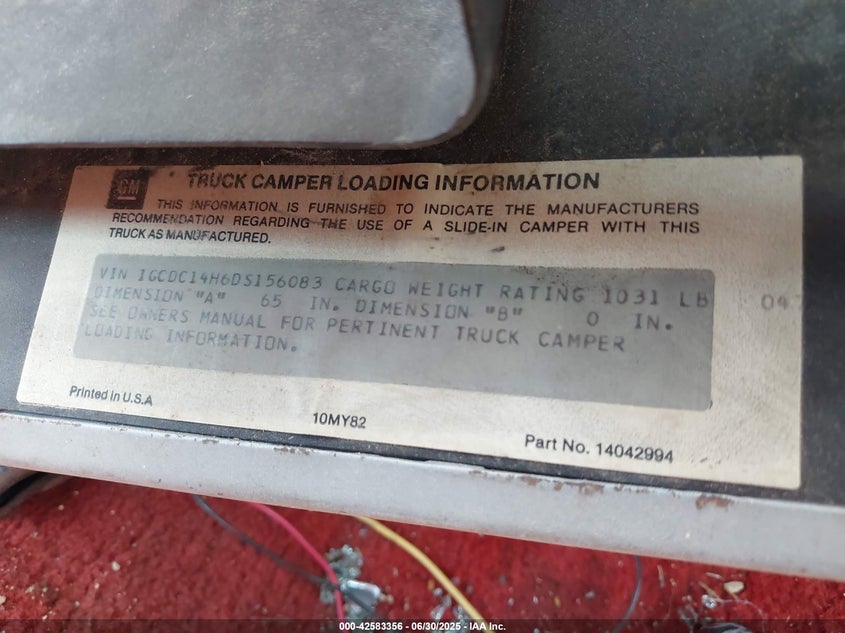 GM
TRUCK CAMPER LOADING INFORMATION
THIS INFORMATION IS FURNISHED TO INDICATE THE MANUFACTURERS
RECOMMENDATION REGARDING THE USE OF A SLIDE-IN CAMPER WITH THIS
TRUCK AS MANUFACTURED.
VIN 1GCDC14H6DS156083 CARGO WEIGHT RATING 1031 LB
DIMENSION "A" 65 IN. DIMENSION "B" 0 IN.
SEE OWNERS MANUAL FOR PERTINENT TRUCK CAMPER
LOADING INFORMATION.
Printed in U.S.A
10MY82
Part No. 14042994
000-42583356 - 06/30/2025 - IAA Inc.